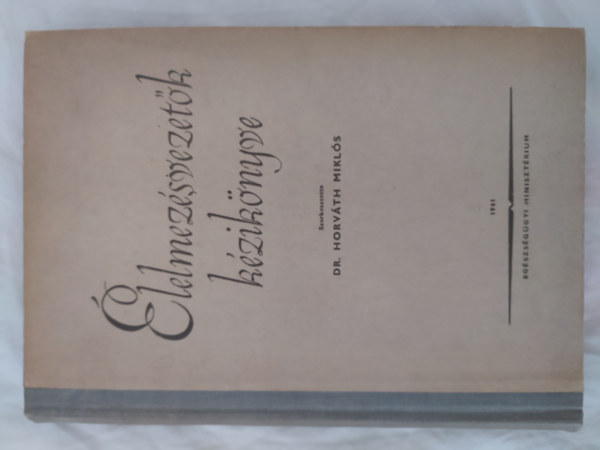 Élelmezésvezetők
kézikönyve
Szerkesztette
DR. HORVÁTH MIKLÓS
1961
EGÉSZSÉGÜGYI MINISZTÉRIUM